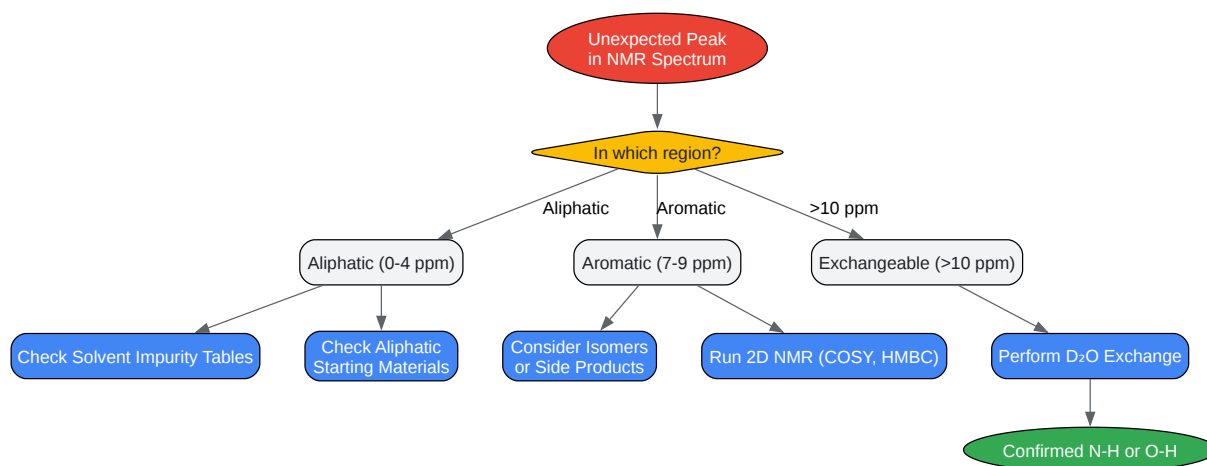 Unexpected Peak
in NMR Spectrum
In which region?
Aliphatic
Aromatic
>10 ppm
Aliphatic (0-4 ppm)
Aromatic (7-9 ppm)
Exchangeable (>10 ppm)
Check Solvent Impurity Tables
Check Aliphatic
Starting Materials
Consider Isomers
or Side Products
Run 2D NMR (COSY, HMBC)
Perform D₂O Exchange
Confirmed N-H or O-H